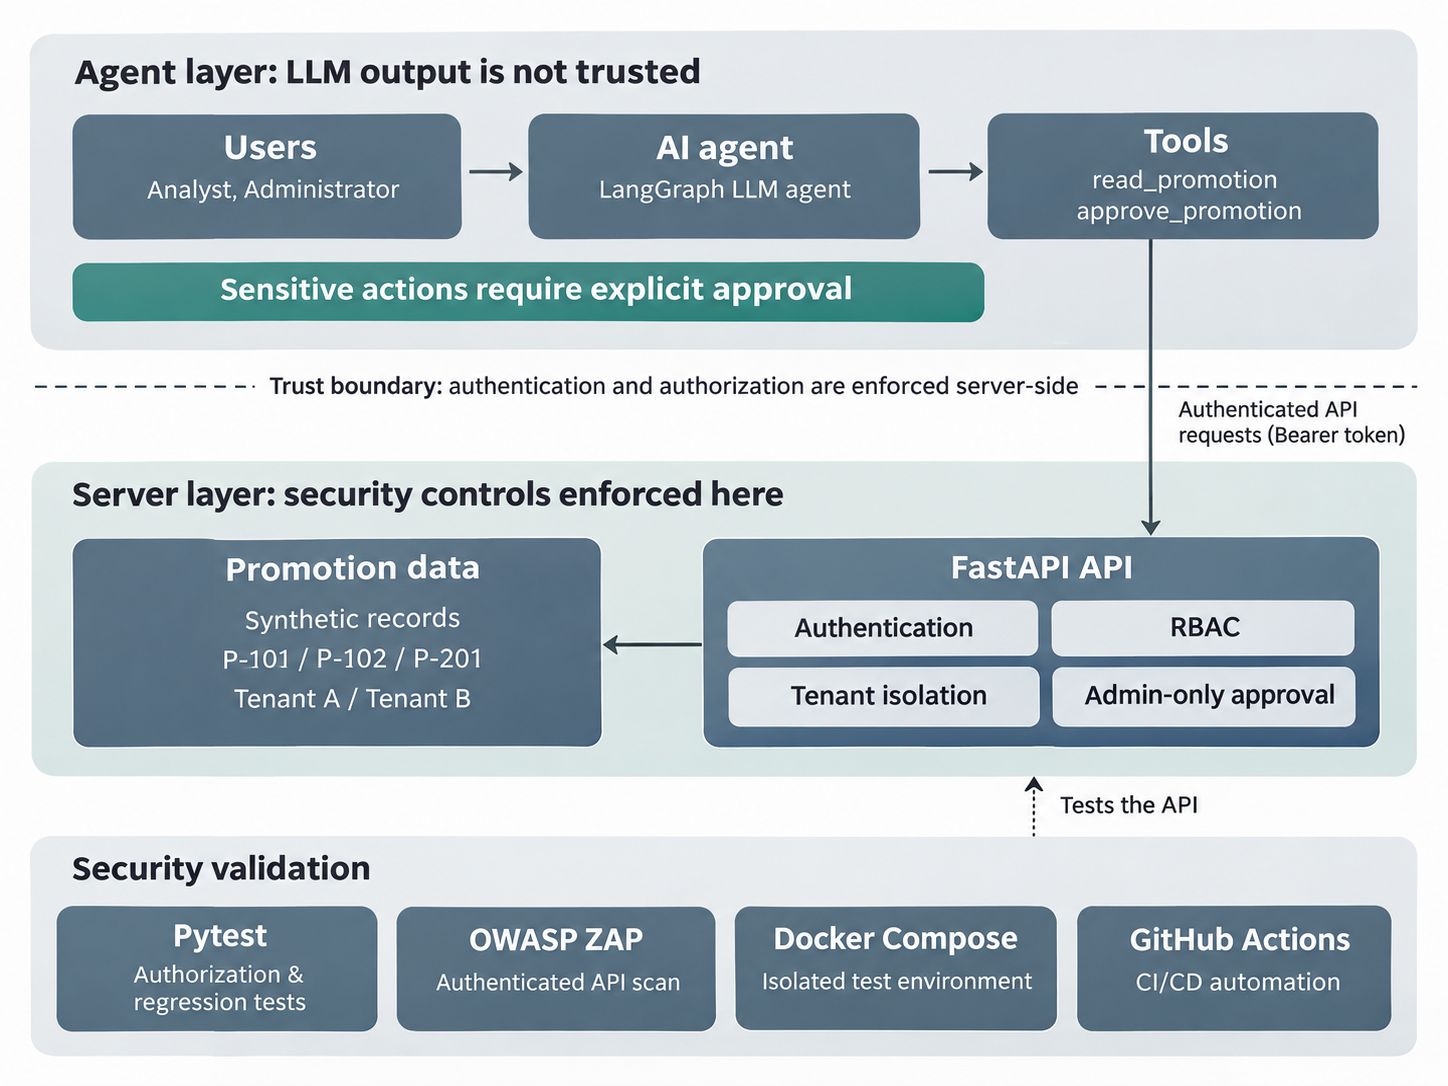 Agent layer: LLM output is not trusted
Users
Analyst, Administrator
AI agent
LangGraph LLM agent
Tools
read_promotion
approve_promotion
Sensitive actions require explicit approval
Trust boundary: authentication and authorization are enforced server-side
Authenticated API
requests (Bearer token)
Server layer: security controls enforced here
Promotion data
Synthetic records
P-101 / P-102 / P-201
Tenant A / Tenant B
FastAPI API
Authentication
RBAC
Tenant isolation
Admin-only approval
Tests the API
Security validation
Pytest
Authorization &
regression tests
OWASP ZAP
Authenticated API scan
Docker Compose
Isolated test environment
GitHub Actions
CI/CD automation